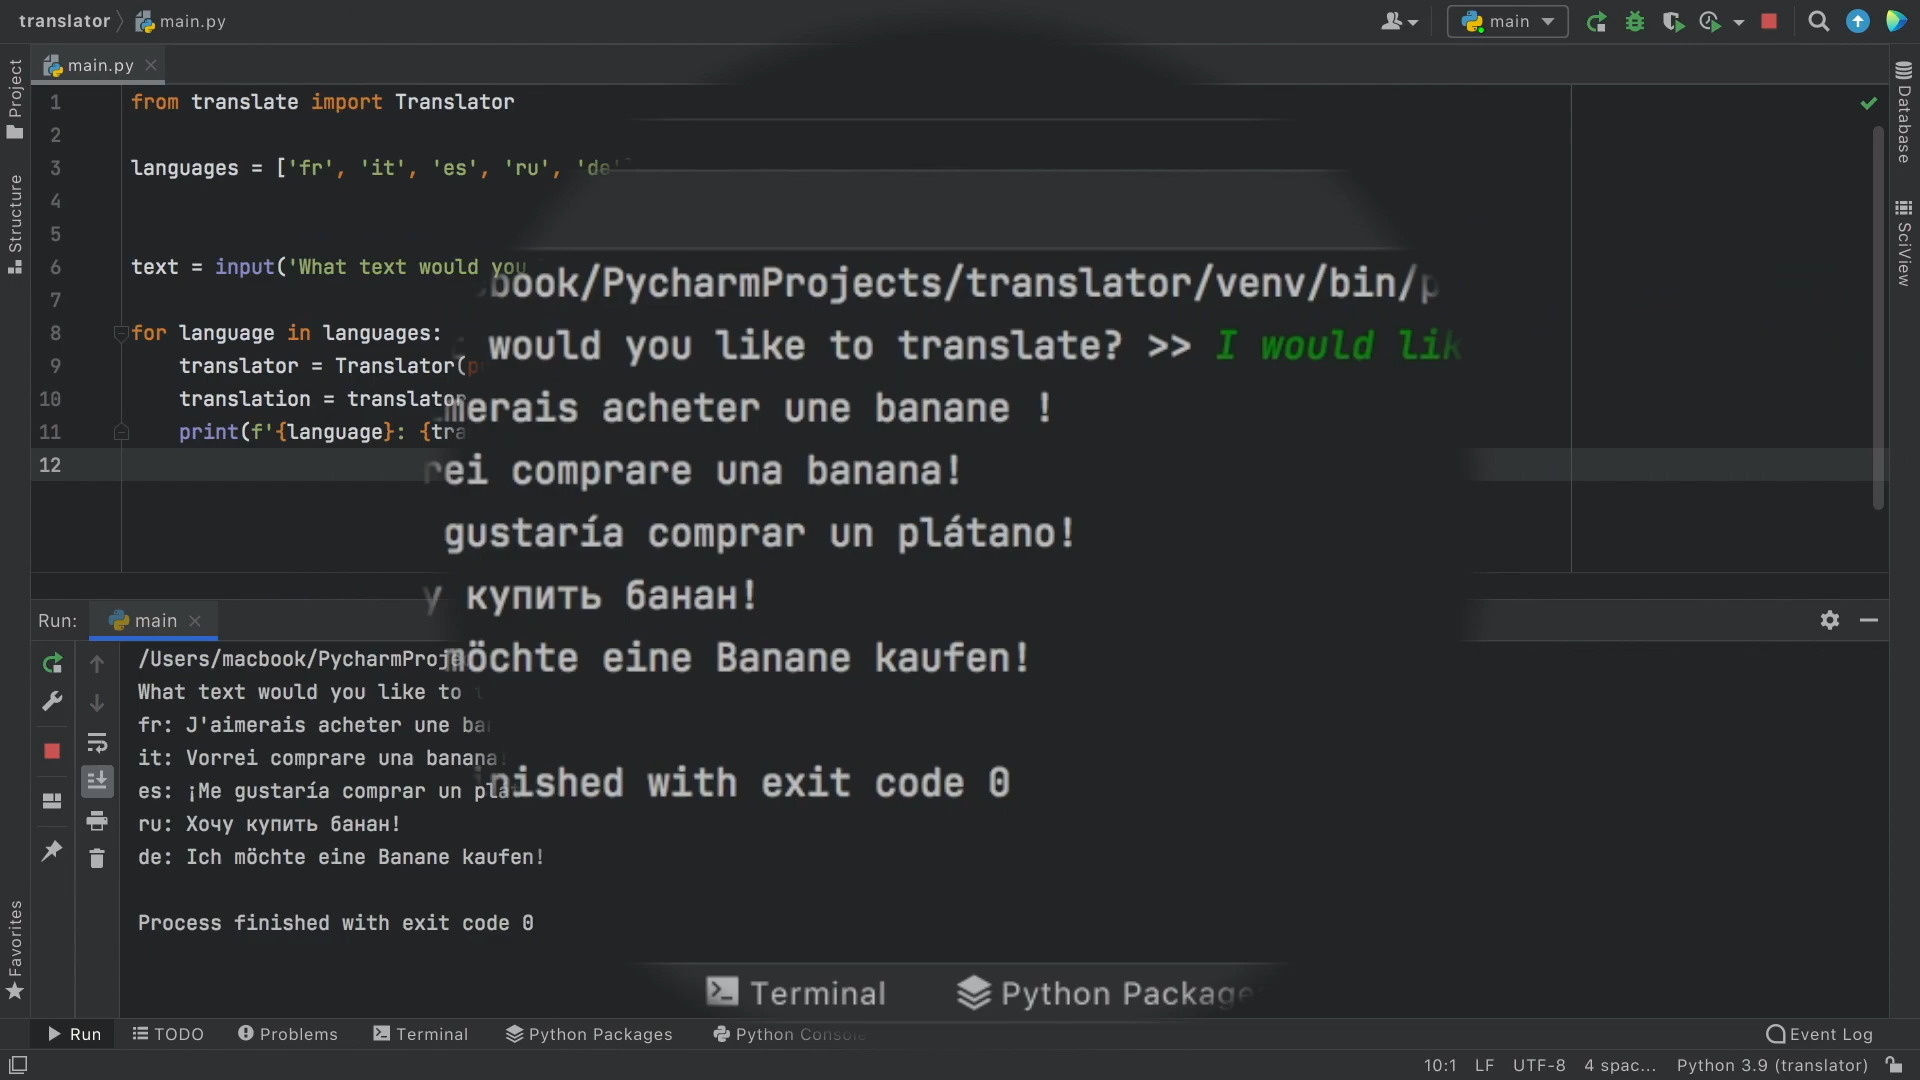 translator
main.py
main
main.py
Project
Structure
Favorites
Database
SciView
1 from translate import Translator
2
3 languages = ['fr', 'it', 'es', 'ru', 'de'
4
5
6 text = input('What text would you
7
8 for language in languages:
9 translator = Translator(
10 translation = translator
11 print(f'{language}: {tra
12
book/PycharmProjects/translator/venv/bin/
would you like to translate? >> I would lik
merais acheter une banane !
rei comprare una banana!
gustaría comprar un plátano!
у купить банан!
möchte eine Banane kaufen!
nished with exit code 0
Terminal
Python Package
Run:
main
/Users/macbook/PycharmProje
What text would you like to
fr: J'aimerais acheter une ba
it: Vorrei comprare una banana
es: ¡Me gustaría comprar un plá
ru: Хочу купить банан!
de: Ich möchte eine Banane kaufen!
Process finished with exit code 0
Run
TODO
Problems
Terminal
Python Packages
Python Console
Event Log
10:1 LF UTF-8 4 spac... Python 3.9 (translator)